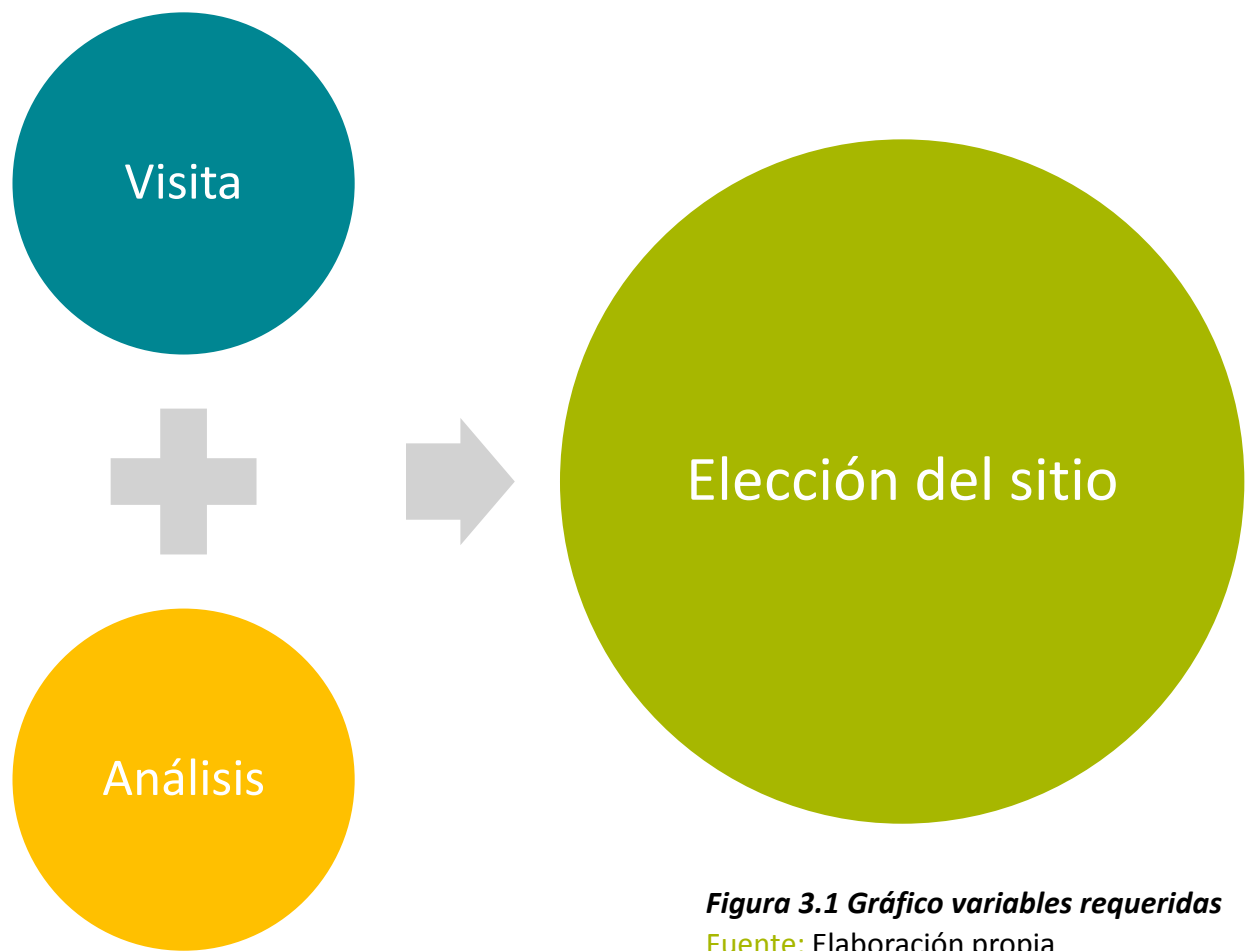 Visita
Análisis
Elección del sitio
Figura 3.1 Gráfico variables requeridas
Fuente: Elaboración propia